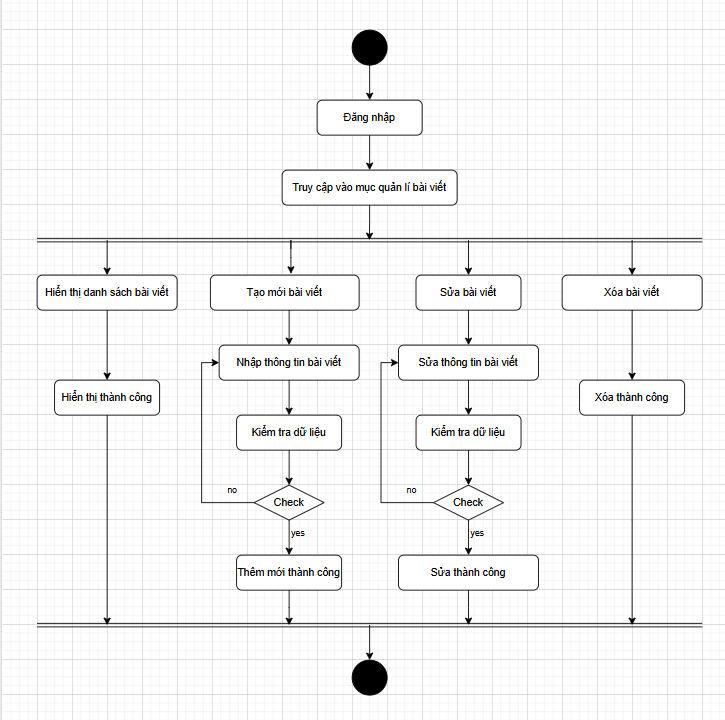 Đăng nhập
Truy cập vào mục quản lí bài viết
Hiển thị danh sách bài viết
Tạo mới bài viết
Sửa bài viết
Xóa bài viết
Nhập thông tin bài viết
Sửa thông tin bài viết
Hiển thị thành công
Xóa thành công
Kiểm tra dữ liệu
Kiểm tra dữ liệu
no
Check
no
Check
yes
yes
Thêm mới thành công
Sửa thành công